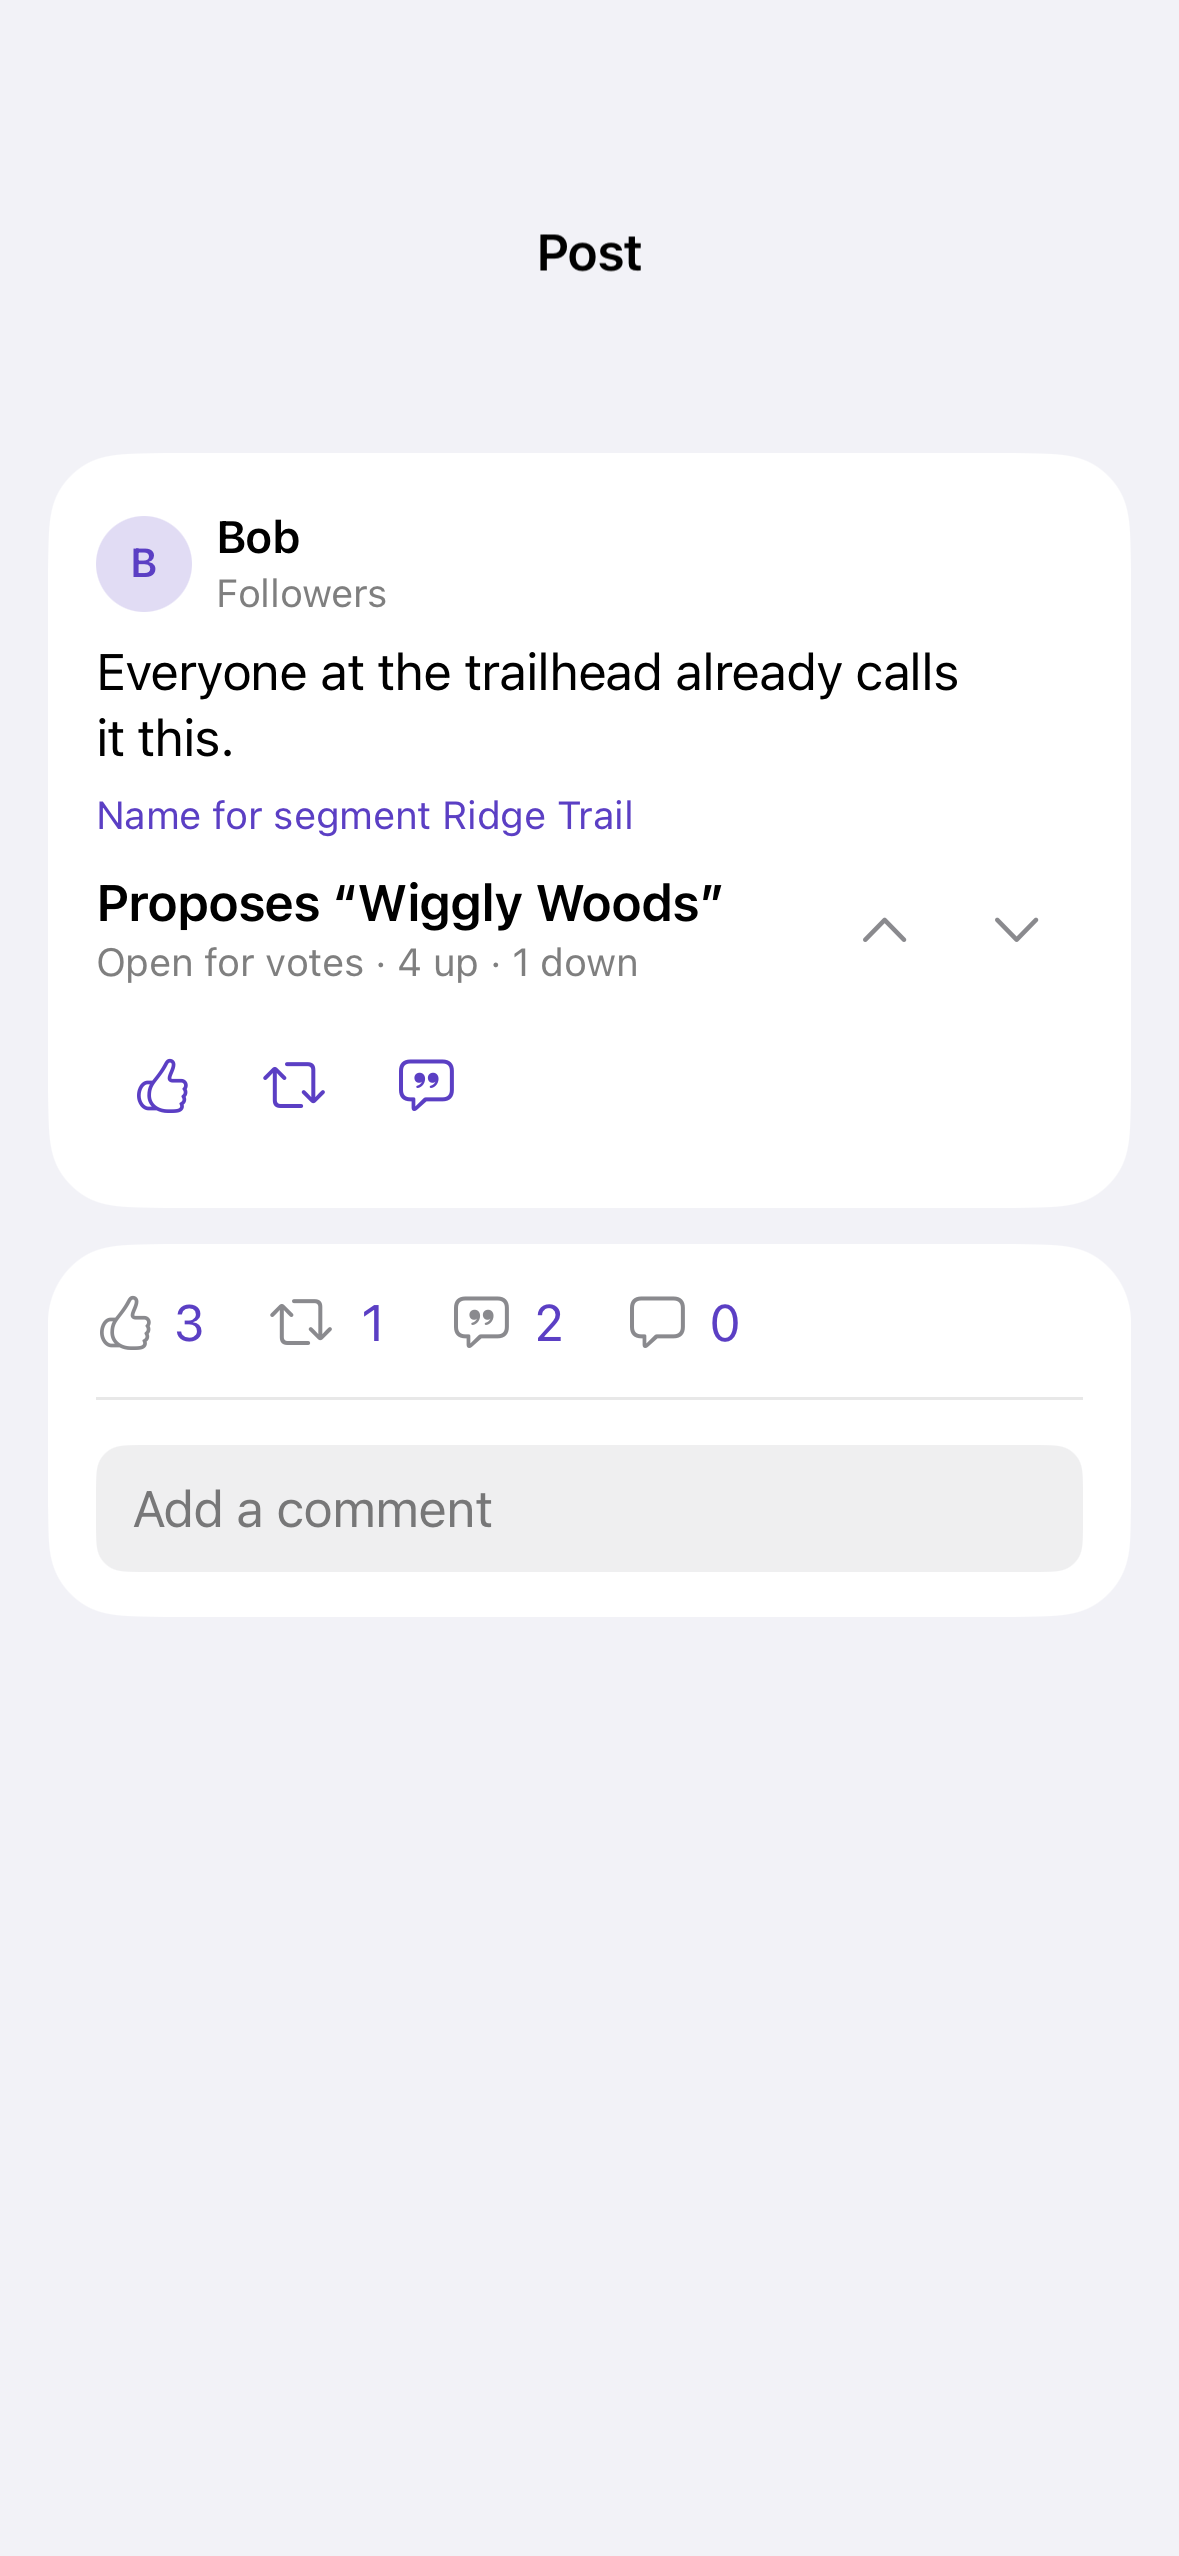 Post
B
Bob
Followers
Everyone at the trailhead already calls
it this.
Name for segment Ridge Trail
Proposes “Wiggly Woods”
Open for votes · 4 up · 1 down
3 1 2 0
Add a comment